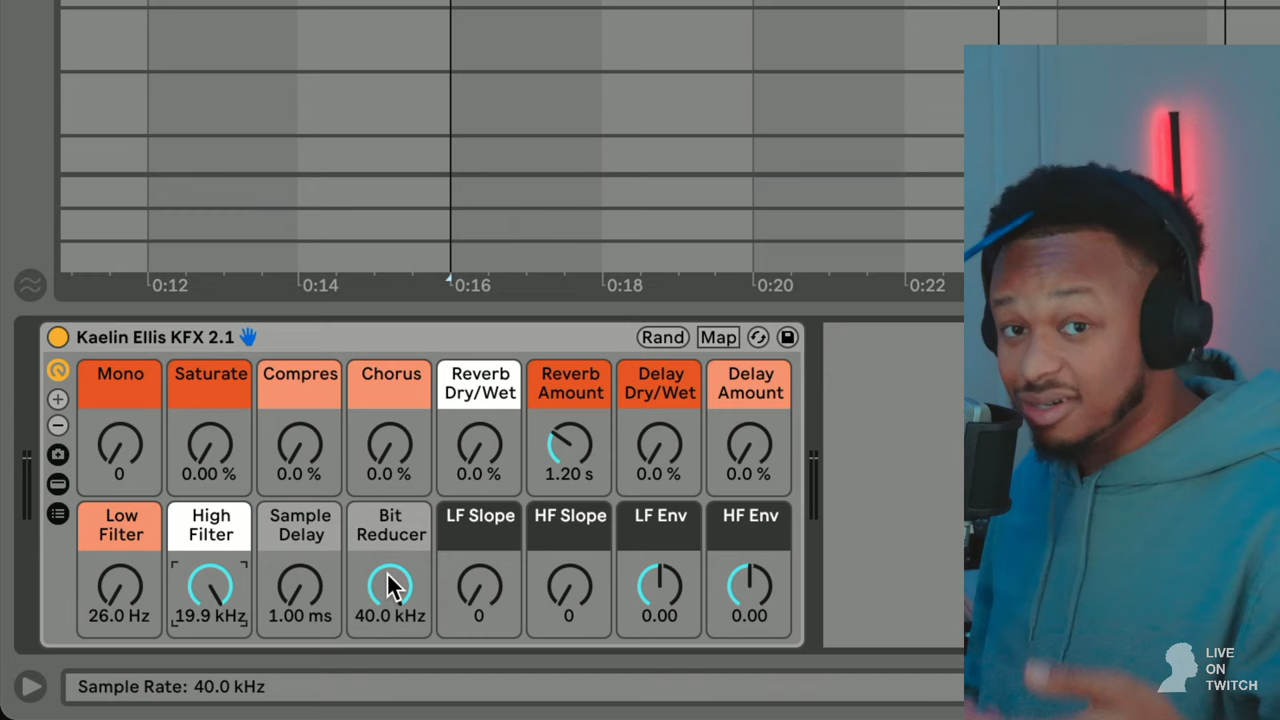 0:12
0:14
0:16
0:18
0:20
0:22
Kaelin Ellis KFX 2.1
Rand
Map
Mono
Saturate
Compres
Chorus
Reverb
Dry/Wet
Reverb
Amount
Delay
Dry/Wet
Delay
Amount
0
0.00 %
0.0 %
0.0 %
0.0 %
1.20 s
0.0 %
0.0 %
Low
Filter
High
Filter
Sample
Delay
Bit
Reducer
LF Slope
HF Slope
LF Env
HF Env
26.0 Hz
19.9 kHz
1.00 ms
40.0 kHz
0
0
0.00
0.00
Sample Rate: 40.0 kHz
LIVE
ON
TWITCH